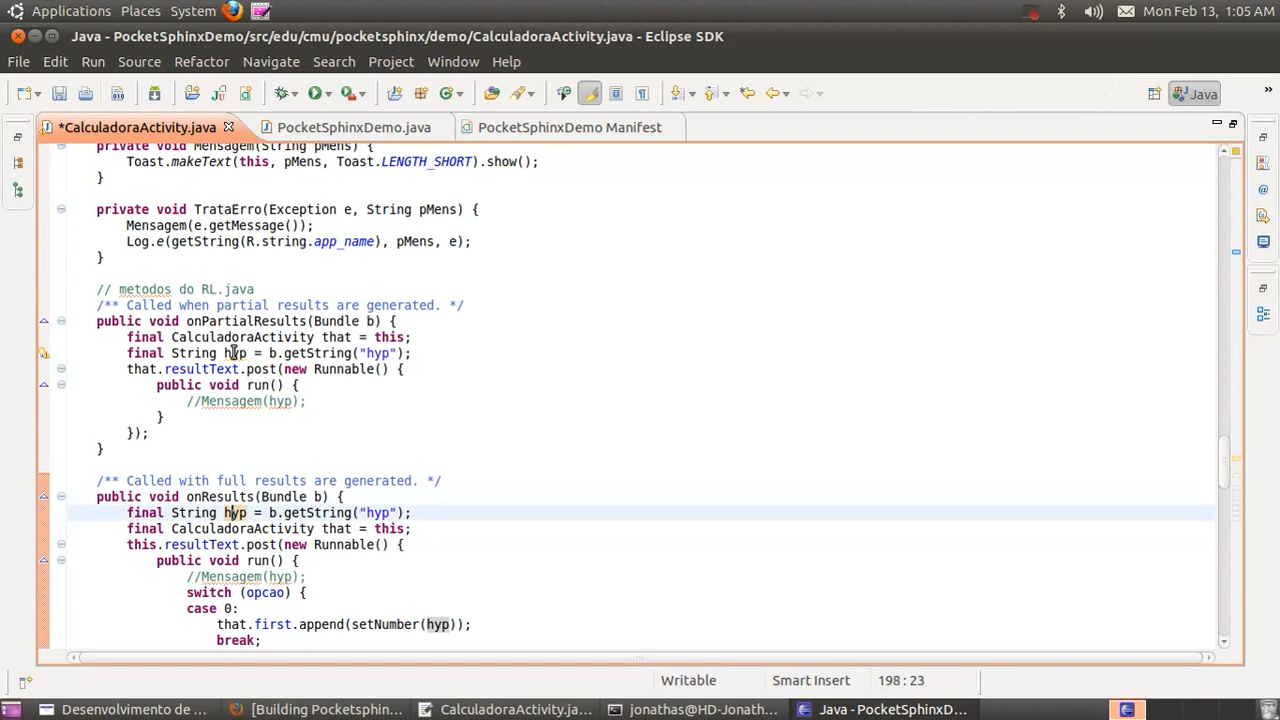 Applications Places System Mon Feb 13, 1:05 AM
Java - PocketSphinxDemo/src/edu/cmu/pocketsphinx/demo/CalculadoraActivity.java - Eclipse SDK
File Edit Run Source Refactor Navigate Search Project Window Help
Java »
*CalculadoraActivity.java PocketSphinxDemo.java PocketSphinxDemo Manifest
private void Mensagem(String pMens) {
Toast.makeText(this, pMens, Toast.LENGTH_SHORT).show();
}
private void TrataErro(Exception e, String pMens) {
Mensagem(e.getMessage());
Log.e(getString(R.string.app_name), pMens, e);
}
// metodos do RL.java
/** Called when partial results are generated. */
public void onPartialResults(Bundle b) {
final CalculadoraActivity that = this;
final String hyp = b.getString("hyp");
that.resultText.post(new Runnable() {
public void run() {
//Mensagem(hyp);
}
});
}
/** Called with full results are generated. */
public void onResults(Bundle b) {
final String hyp = b.getString("hyp");
final CalculadoraActivity that = this;
this.resultText.post(new Runnable() {
public void run() {
//Mensagem(hyp);
switch (opcao) {
case 0:
that.first.append(setNumber(hyp));
break;
Writable Smart Insert 198 : 23
Desenvolvimento de ... [Building Pocketsphin... CalculadoraActivity.ja... jonathas@HD-Jonath... Java - PocketSphinxD...